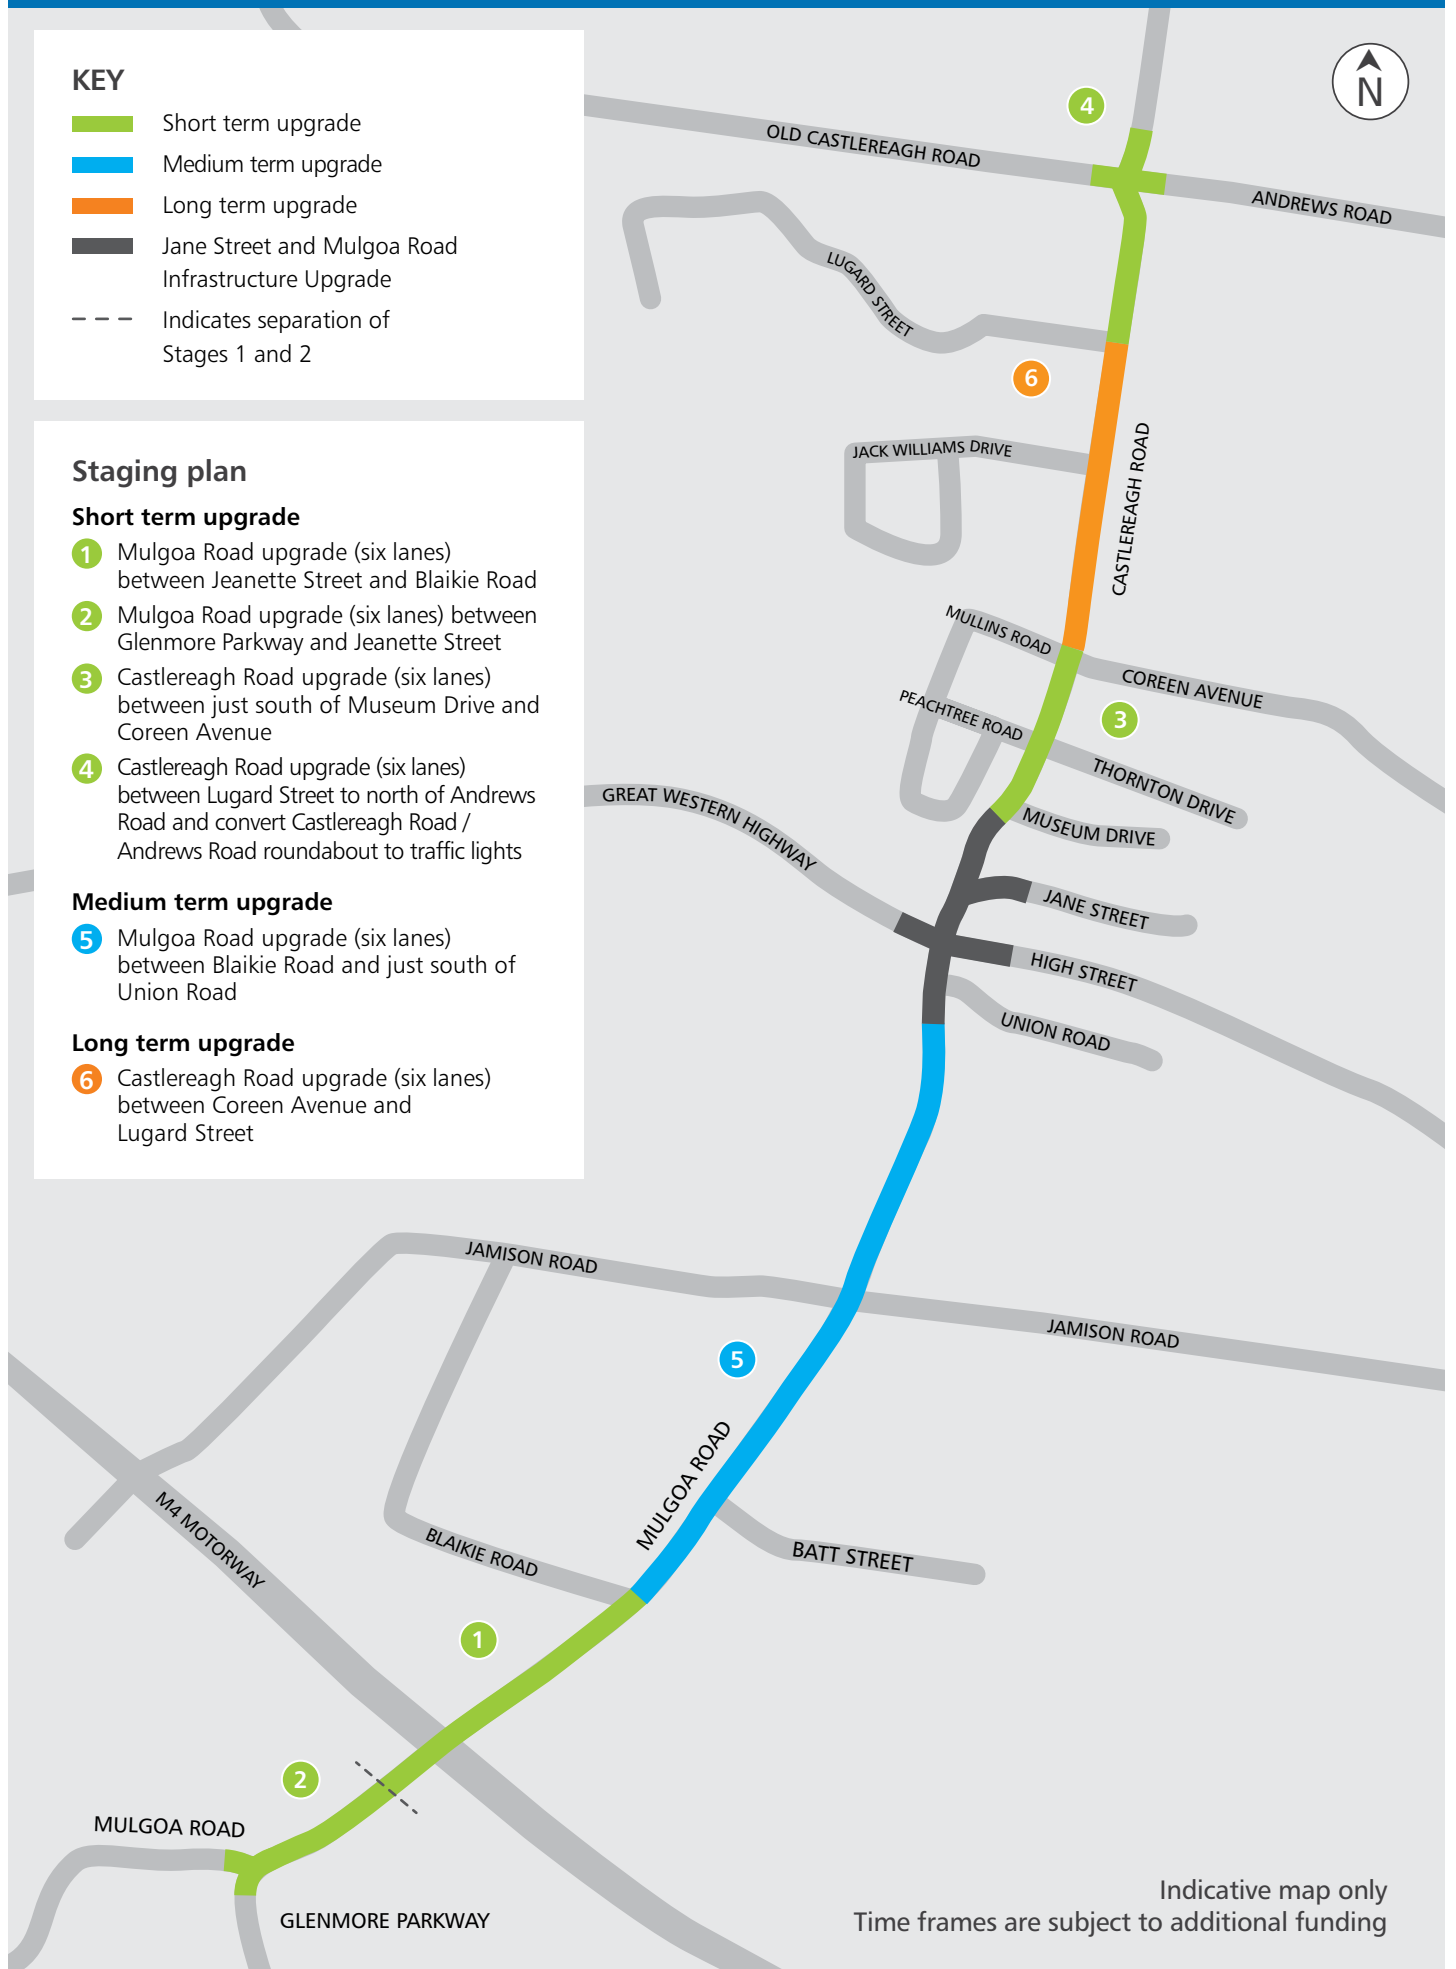 KEY
Short term upgrade
Medium term upgrade
Long term upgrade
Jane Street and Mulgoa Road
Infrastructure Upgrade
Indicates separation of
Stages 1 and 2
Staging plan
Short term upgrade
1 Mulgoa Road upgrade (six lanes)
between Jeanette Street and Blaikie Road
2 Mulgoa Road upgrade (six lanes) between
Glenmore Parkway and Jeanette Street
3 Castlereagh Road upgrade (six lanes)
between just south of Museum Drive and
Coreen Avenue
4 Castlereagh Road upgrade (six lanes)
between Lugard Street to north of Andrews
Road and convert Castlereagh Road /
Andrews Road roundabout to traffic lights
Medium term upgrade
5 Mulgoa Road upgrade (six lanes)
between Blaikie Road and just south of
Union Road
Long term upgrade
6 Castlereagh Road upgrade (six lanes)
between Coreen Avenue and
Lugard Street
N
4
OLD CASTLEREAGH ROAD
ANDREWS ROAD
LUGARD STREET
6
JACK WILLIAMS DRIVE
CASTLEREAGH ROAD
MULLINS ROAD
COREEN AVENUE
PEACHTREE ROAD
3
THORNTON DRIVE
GREAT WESTERN HIGHWAY
MUSEUM DRIVE
JANE STREET
HIGH STREET
UNION ROAD
JAMISON ROAD
JAMISON ROAD
5
MULGOA ROAD
M4 MOTORWAY
BLAIKIE ROAD
BATT STREET
1
2
MULGOA ROAD
GLENMORE PARKWAY
Indicative map only
Time frames are subject to additional funding